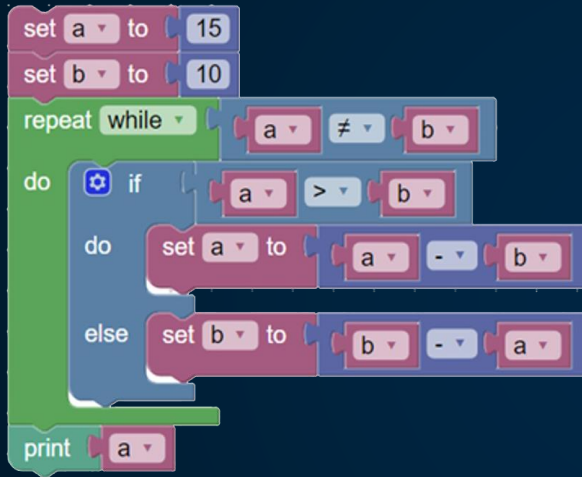 set a to 15
set b to 10
repeat while a ≠ b
do if a > b
do set a to a - b
else set b to b - a
print a